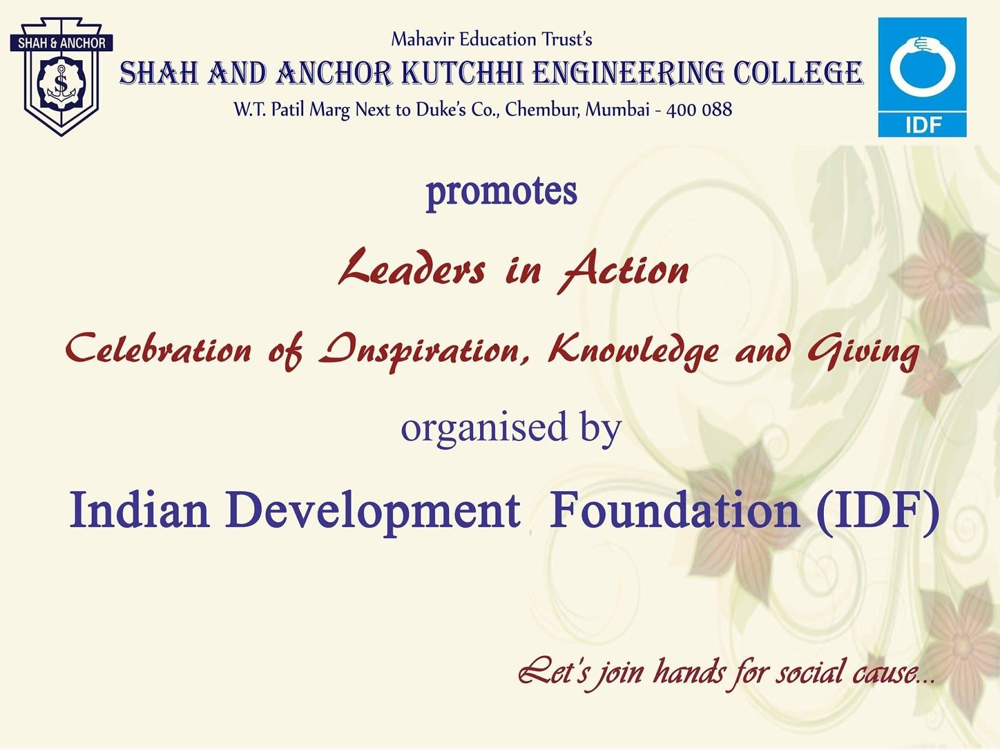 SHAH & ANCHOR
S
Mahavir Education Trust's
SHAH AND ANCHOR KUTCHHI ENGINEERING COLLEGE
W.T. Patil Marg Next to Duke's Co., Chembur, Mumbai - 400 088
IDF
promotes
Leaders in Action
Celebration of Inspiration, Knowledge and Giving
organised by
Indian Development Foundation (IDF)
Let's join hands for social cause...